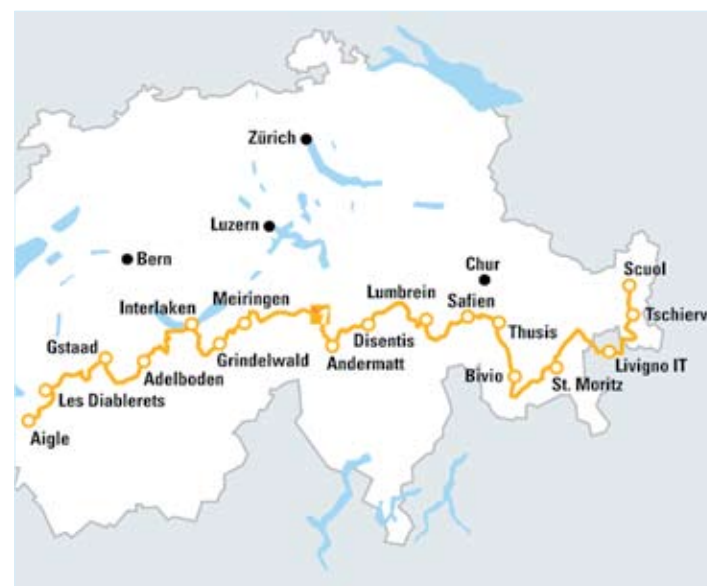 Zürich
Luzern
Bern
Chur
Scuol
Interlaken
Meiringen
Lumbrein
Safien
Tschierv
Gstaad
Disentis
Thusis
Grindelwald
Andermatt
Adelboden
Livigno IT
Bivio
St. Moritz
Les Diablerets
Aigle